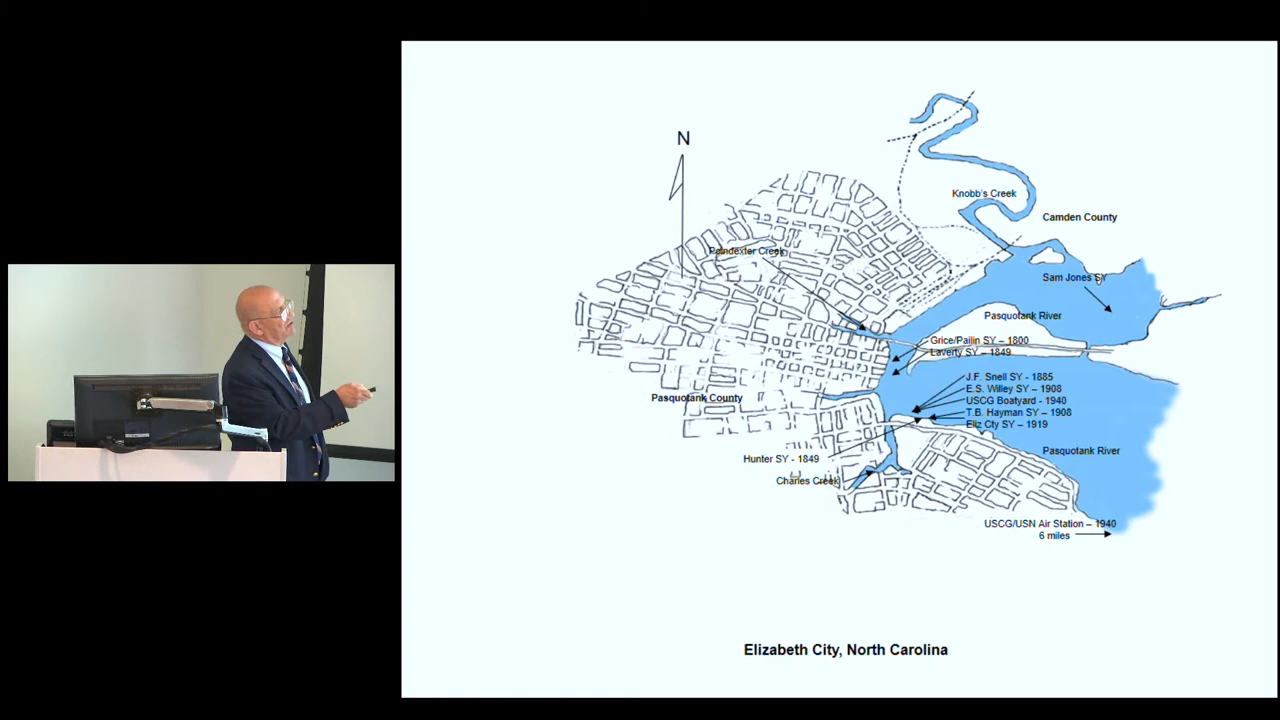 N
Knobb's Creek
Camden County
Poindexter Creek
Sam Jones SY
Pasquotank River
Grice/Pailin SY – 1800
Laverty SY – 1849
J.F. Snell SY - 1885
E.S. Willey SY – 1908
USCG Boatyard - 1940
T.B. Hayman SY – 1908
Eliz Cty SY – 1919
Pasquotank County
Pasquotank River
Hunter SY - 1849
Charles Creek
USCG/USN Air Station – 1940
6 miles
Elizabeth City, North Carolina